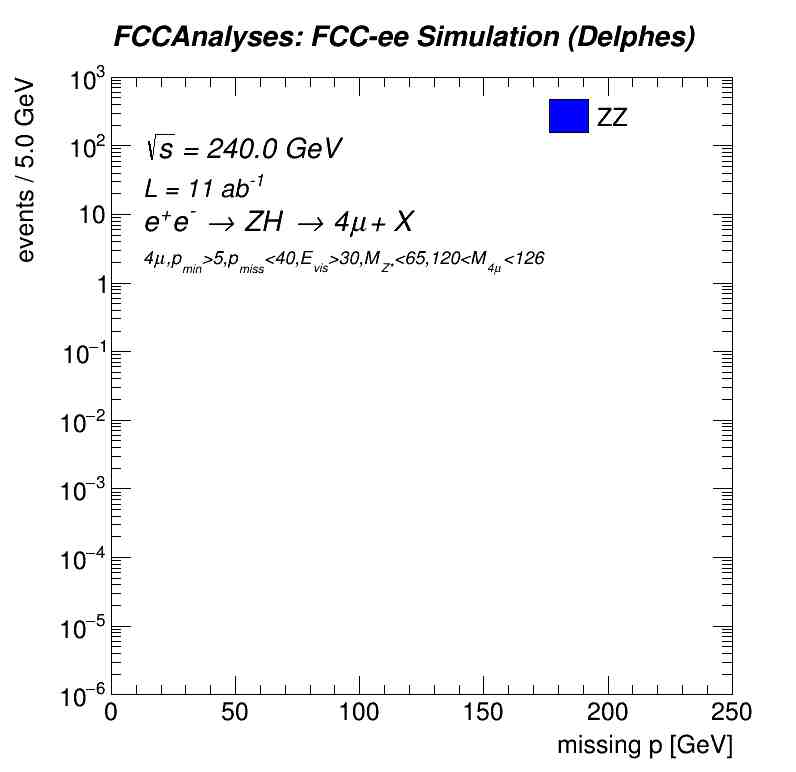 FCCAnalyses: FCC-ee Simulation (Delphes)
events / 5.0 GeV
10³
10²
10
1
10⁻¹
10⁻²
10⁻³
10⁻⁴
10⁻⁵
10⁻⁶
ZZ
√s = 240.0 GeV
L = 11 ab⁻¹
e⁺e⁻ → ZH → 4μ + X
4μ,p_min>5,p_miss<40,E_vis>30,M_Z*<65,120<M_4μ<126
0 50 100 150 200 250
missing p [GeV]